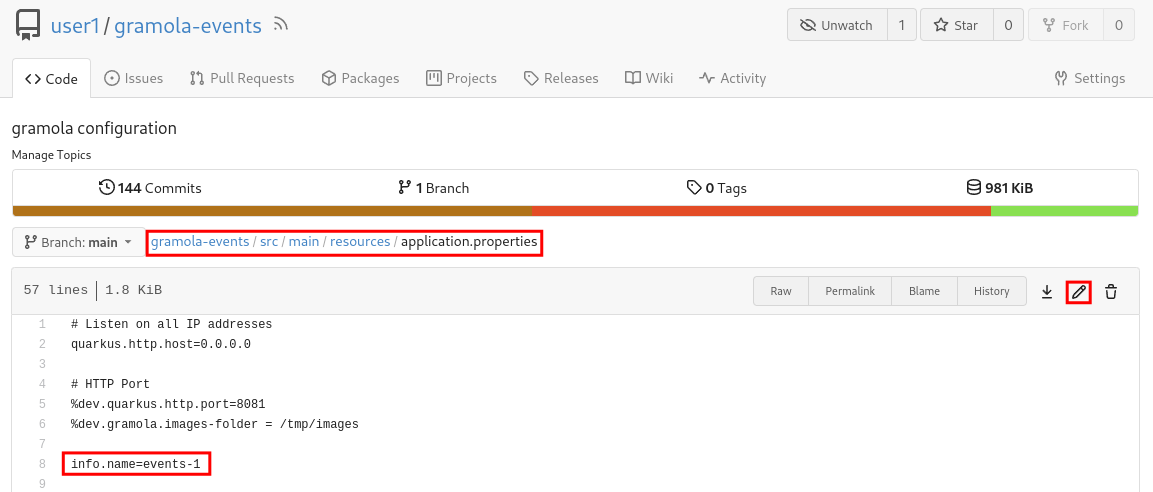 user1 / gramola-events
Unwatch 1 Star 0 Fork 0
Code Issues Pull Requests Packages Projects Releases Wiki Activity Settings
gramola configuration
Manage Topics
144 Commits 1 Branch 0 Tags 981 KiB
Branch: main gramola-events / src / main / resources / application.properties
57 lines 1.8 KiB Raw Permalink Blame History
1 # Listen on all IP addresses
2 quarkus.http.host=0.0.0.0
3
4 # HTTP Port
5 %dev.quarkus.http.port=8081
6 %dev.gramola.images-folder = /tmp/images
7
8 info.name=events-1
9